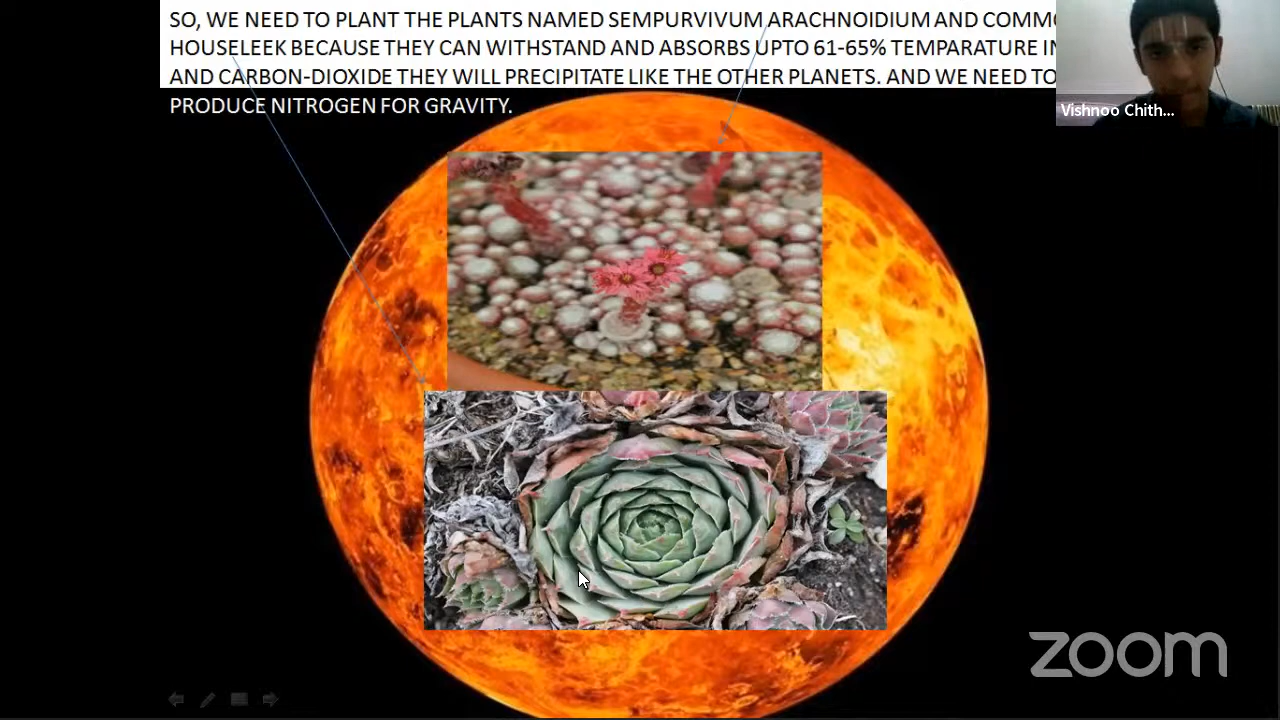 SO, WE NEED TO PLANT THE PLANTS NAMED SEMPURVIVUM ARACHNOIDIUM AND COMMO
HOUSELEEK BECAUSE THEY CAN WITHSTAND AND ABSORBS UPTO 61-65% TEMPARATURE IN
AND CARBON-DIOXIDE THEY WILL PRECIPITATE LIKE THE OTHER PLANETS. AND WE NEED TO
PRODUCE NITROGEN FOR GRAVITY.
Vishnoo Chith...
zoom